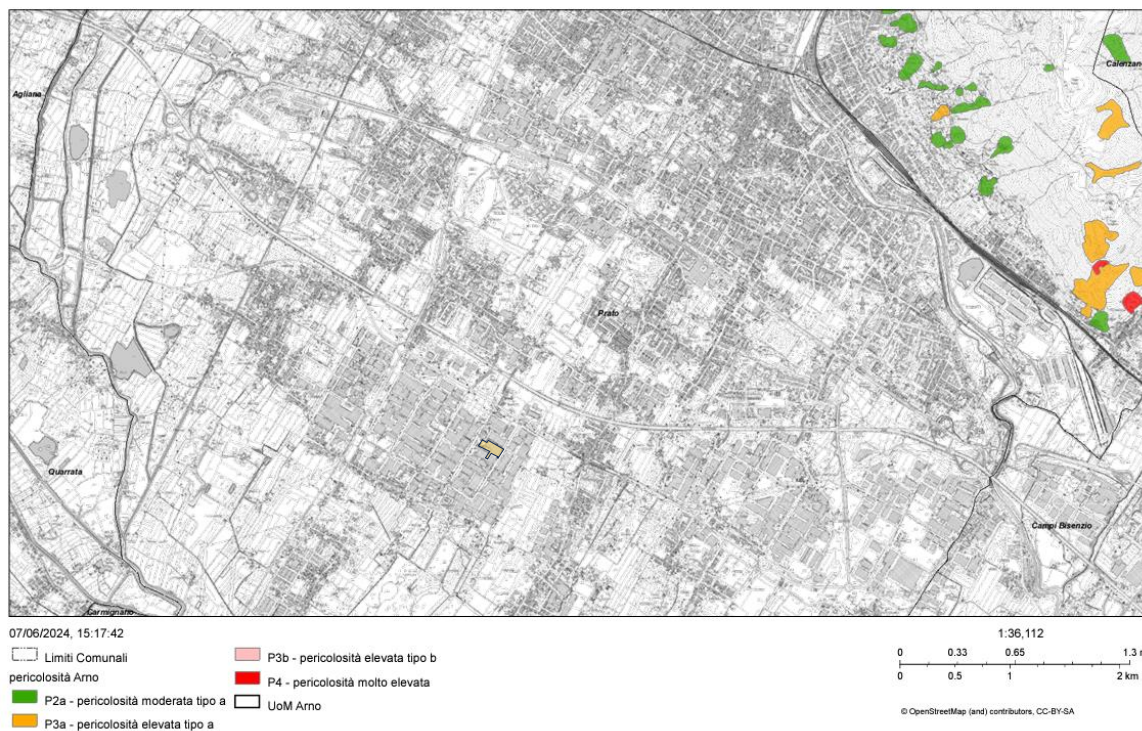 Agliana
Calenzano
Prato
Quarrata
Campi Bisenzio
Carmignano
07/06/2024, 15:17:42
Limiti Comunali
pericolosità Arno
P2a - pericolosità moderata tipo a
P3a - pericolosità elevata tipo a
P3b - pericolosità elevata tipo b
P4 - pericolosità molto elevata
UoM Arno
1:36,112
0 0.33 0.65 1.3 m
0 0.5 1 2 km
© OpenStreetMap (and) contributors, CC-BY-SA